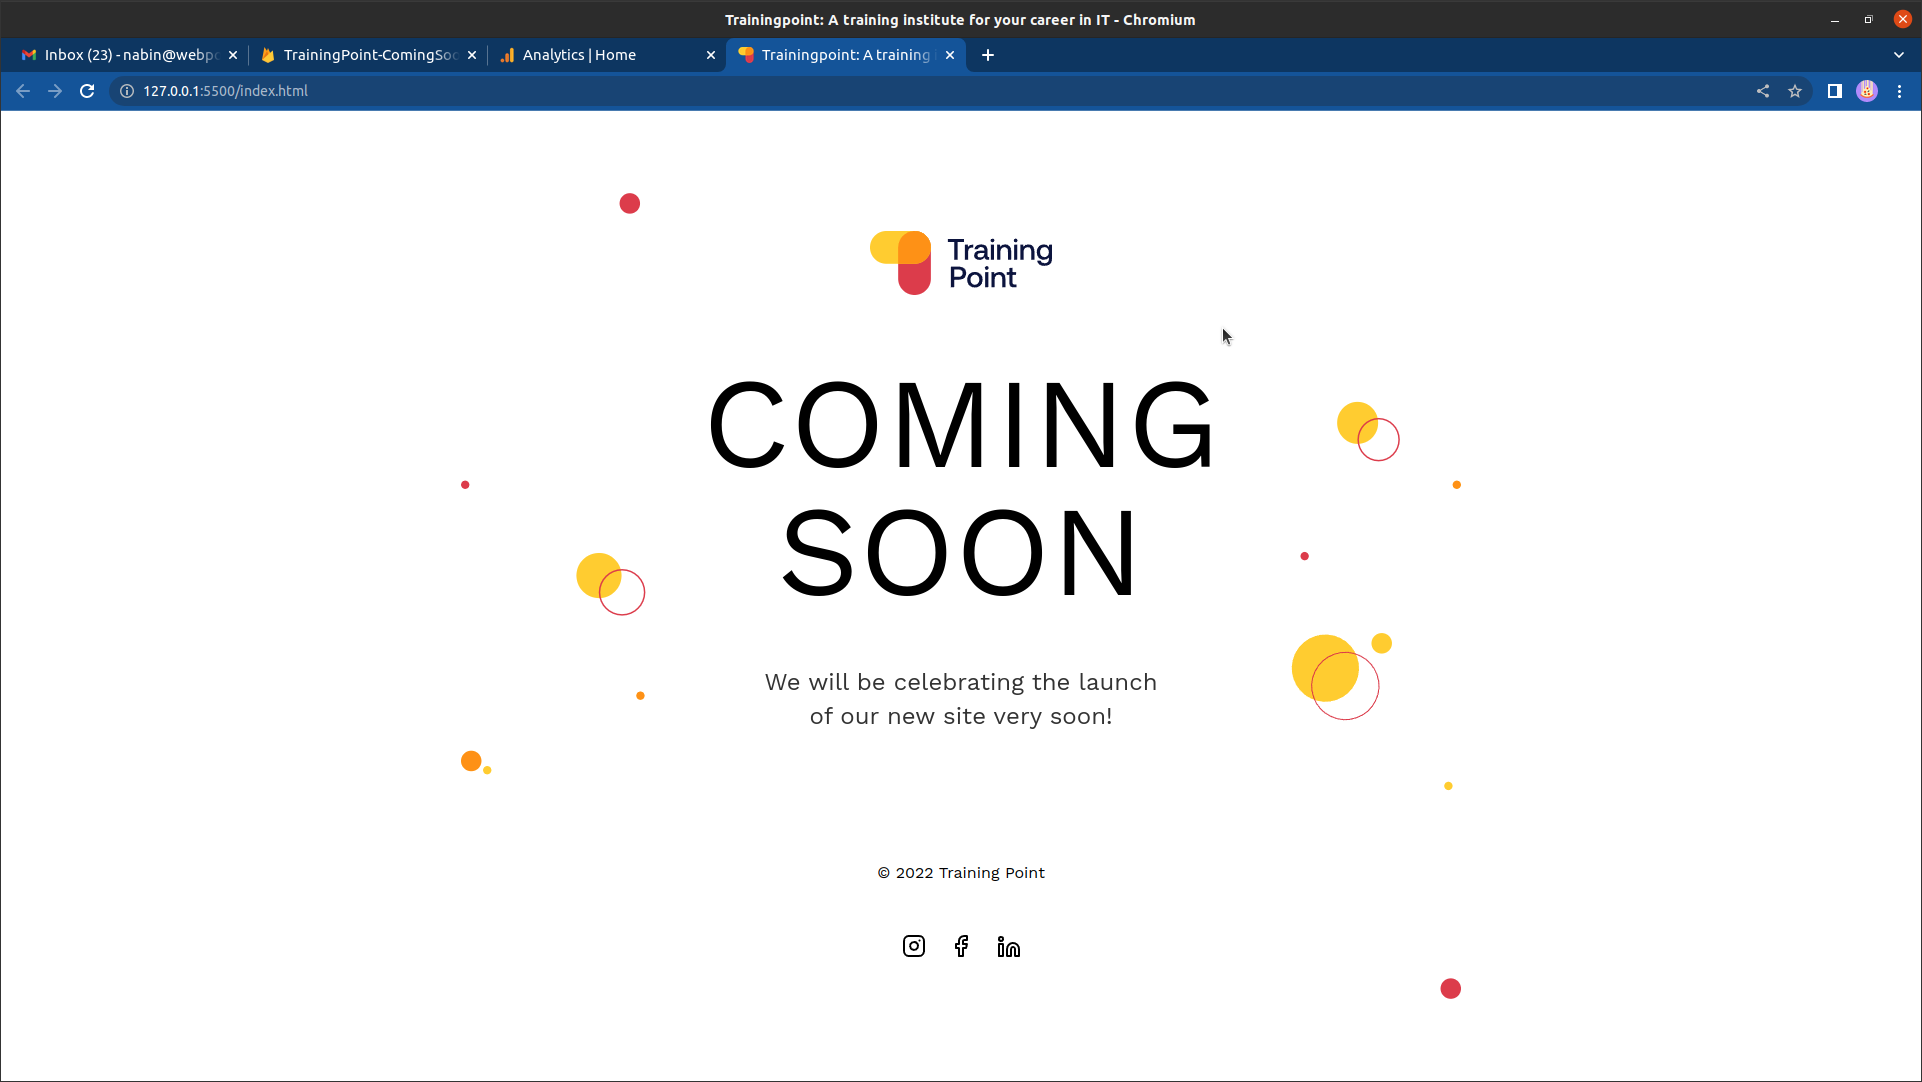 Trainingpoint: A training institute for your career in IT - Chromium
Inbox (23) - nabin@webpo
TrainingPoint-ComingSoo
Analytics | Home
Trainingpoint: A training
127.0.0.1:5500/index.html
Training
Point
COMING
SOON
We will be celebrating the launch
of our new site very soon!
© 2022 Training Point